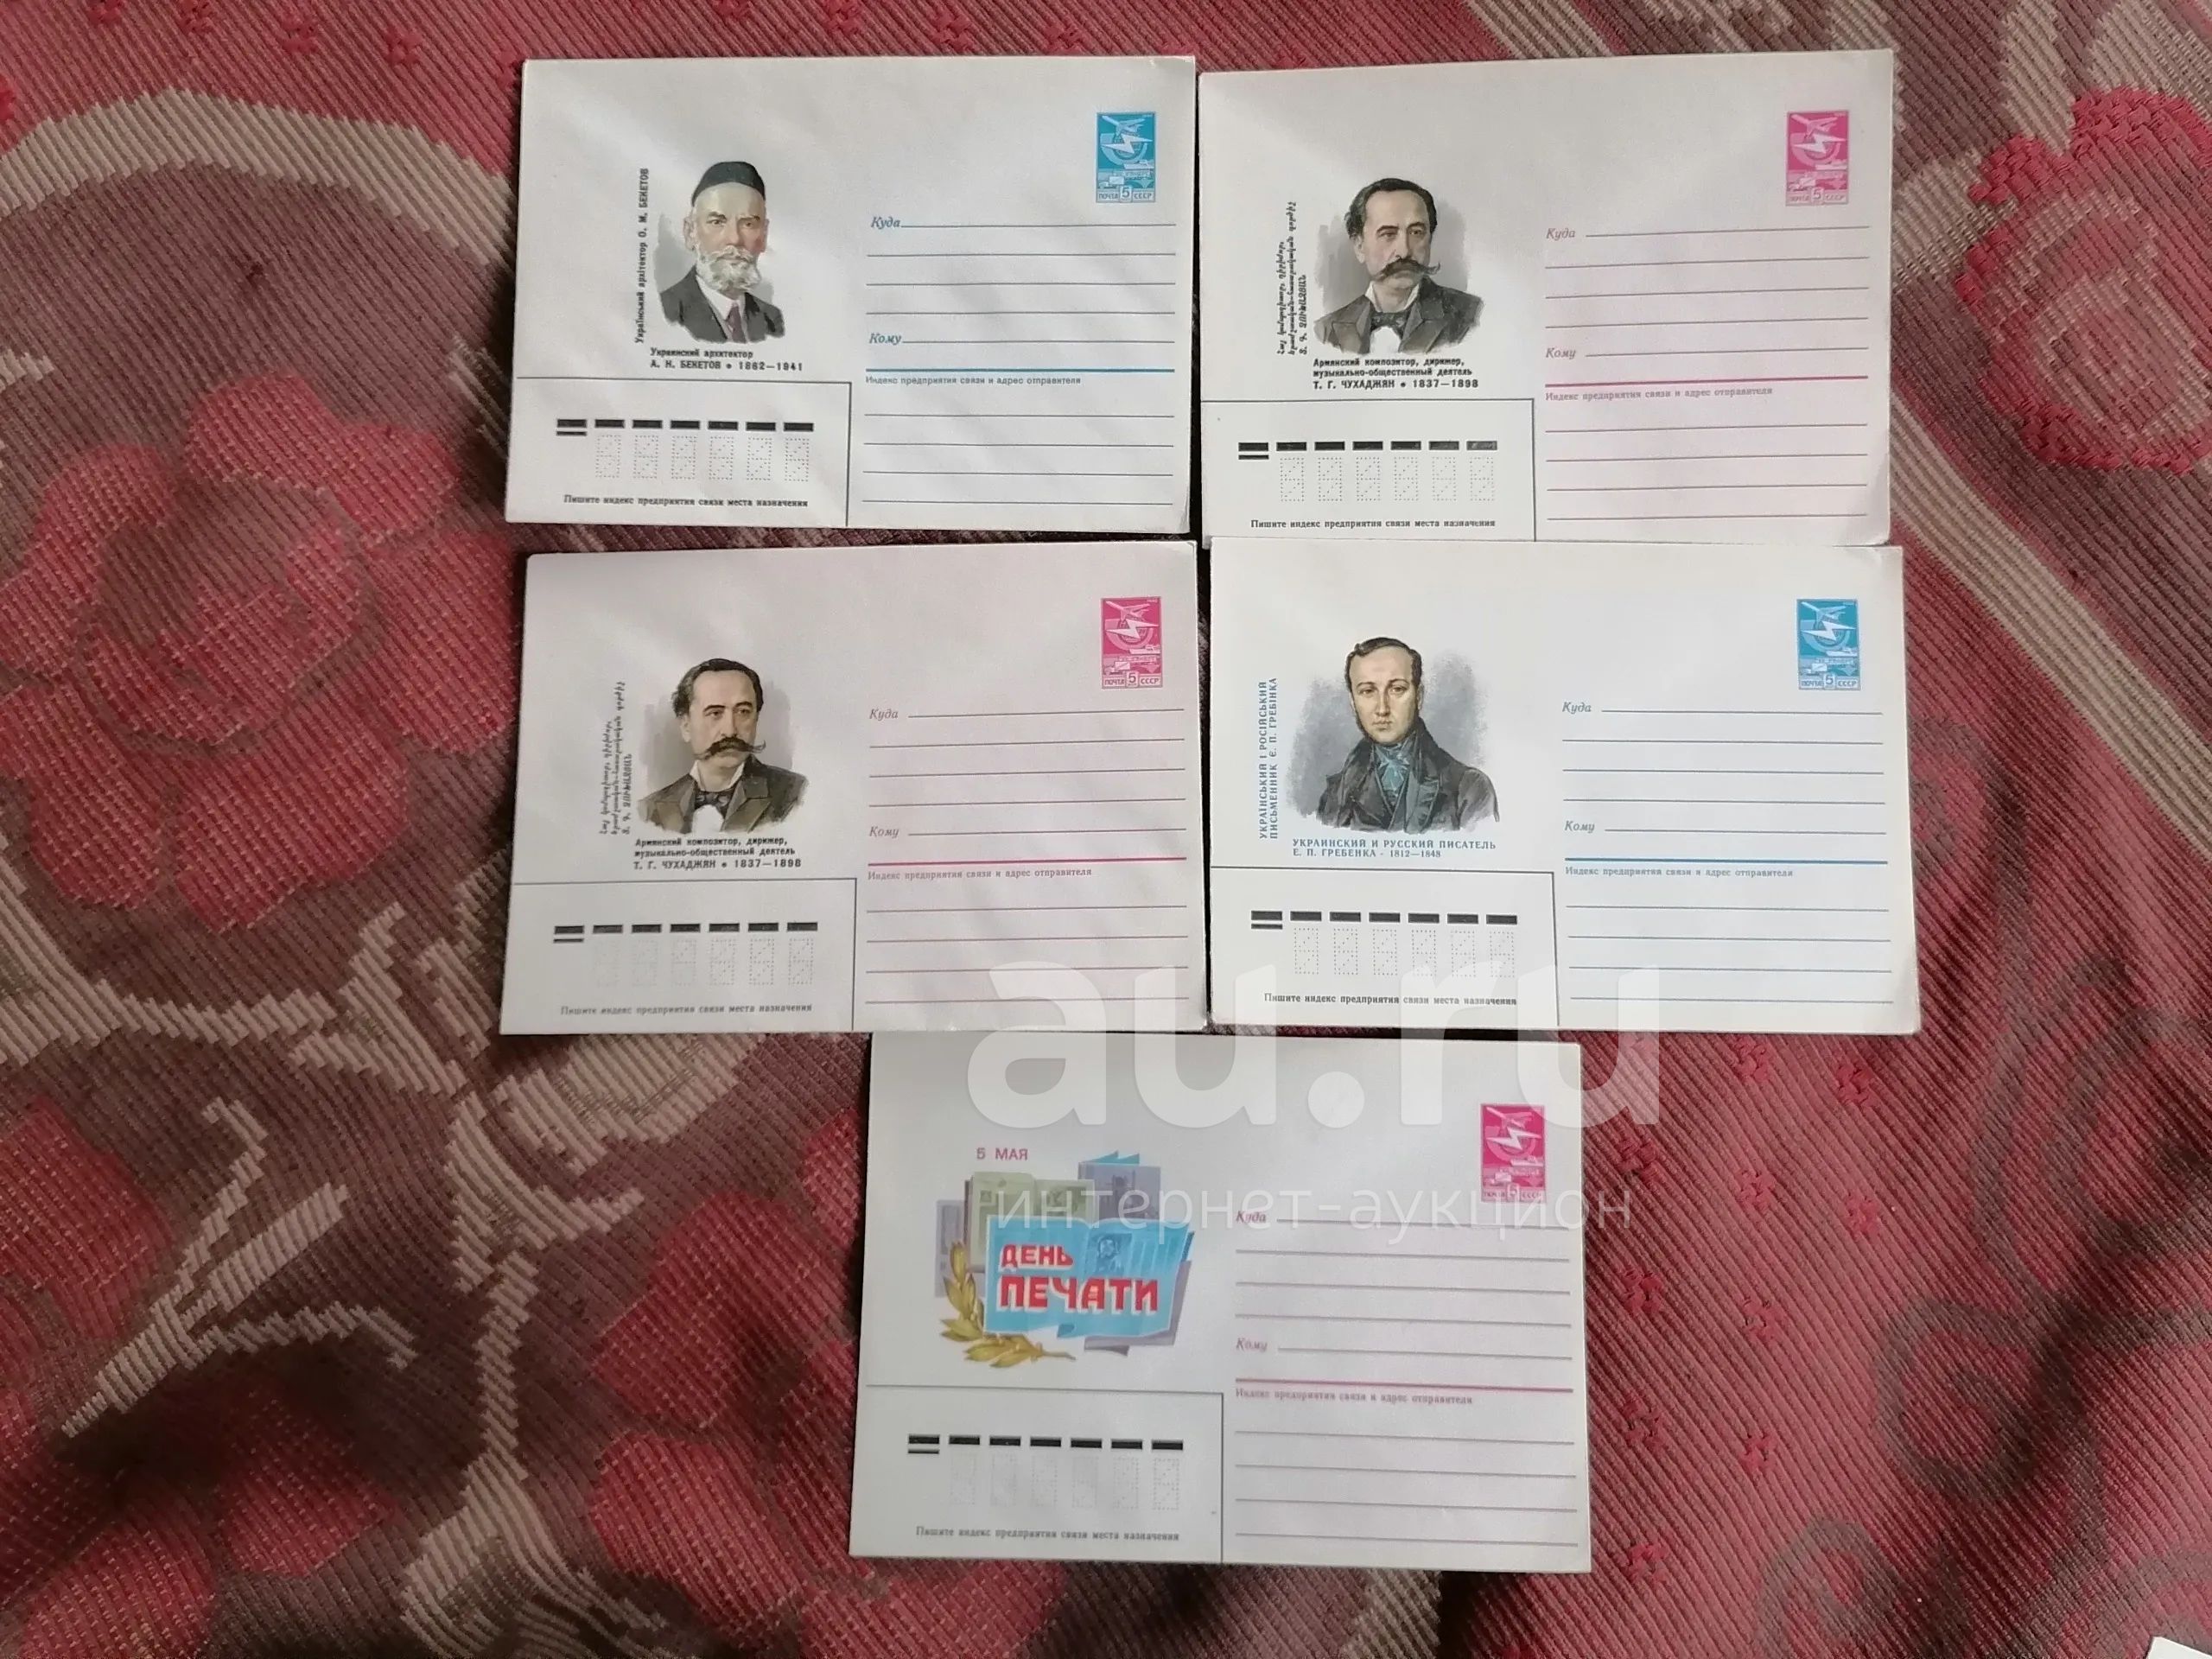 Український архітектор О. М. БЕКЕТОВ
Украинский архитектор
А. Н. БЕКЕТОВ • 1862—1941
ПОЧТА 5 СССР
Куда
Кому
Индекс предприятия связи и адрес отправителя
Пишите индекс предприятия связи места назначения
Армянский композитор, дирижер,
музыкально-общественный деятель
Т. Г. ЧУХАДЖЯН • 1837—1898
ПОЧТА 5 СССР
Куда
Кому
Индекс предприятия связи и адрес отправителя
Пишите индекс предприятия связи места назначения
Армянский композитор, дирижер,
музыкально-общественный деятель
Т. Г. ЧУХАДЖЯН • 1837—1898
ПОЧТА 5 СССР
Куда
Кому
Индекс предприятия связи и адрес отправителя
Пишите индекс предприятия связи места назначения
УКРАЇНСЬКИЙ І РОСІЙСЬКИЙ
ПИСЬМЕННИК Є. П. ГРЕБІНКА
УКРАИНСКИЙ И РУССКИЙ ПИСАТЕЛЬ
Е. П. ГРЕБЕНКА - 1812—1848
ПОЧТА 5 СССР
Куда
Кому
Индекс предприятия связи и адрес отправителя
Пишите индекс предприятия связи места назначения
5 МАЯ
ДЕНЬ
ПЕЧАТИ
ПОЧТА 5 СССР
Куда
Кому
Индекс предприятия связи и адрес отправителя
Пишите индекс предприятия связи места назначения
au.ru
интернет-аукцион